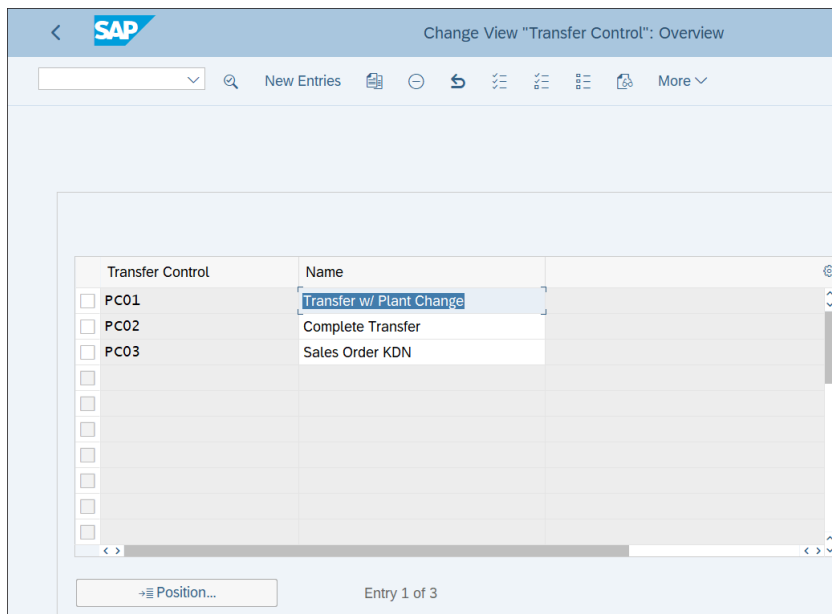 SAP Change View "Transfer Control": Overview
New Entries More
Transfer Control Name
PC01 Transfer w/ Plant Change
PC02 Complete Transfer
PC03 Sales Order KDN
Position... Entry 1 of 3